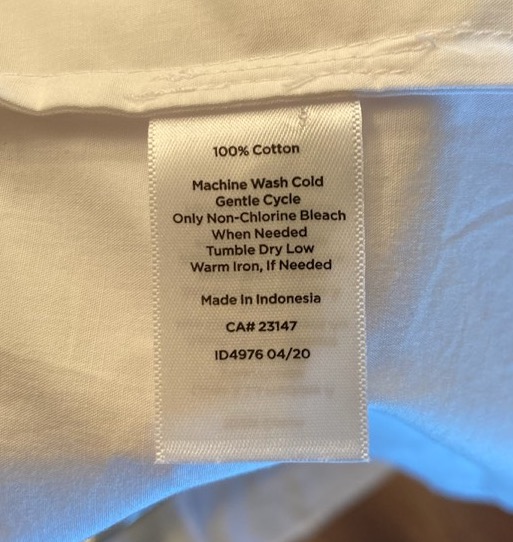 100% Cotton
Machine Wash Cold
Gentle Cycle
Only Non-Chlorine Bleach
When Needed
Tumble Dry Low
Warm Iron, If Needed
Made In Indonesia
CA# 23147
ID4976 04/20